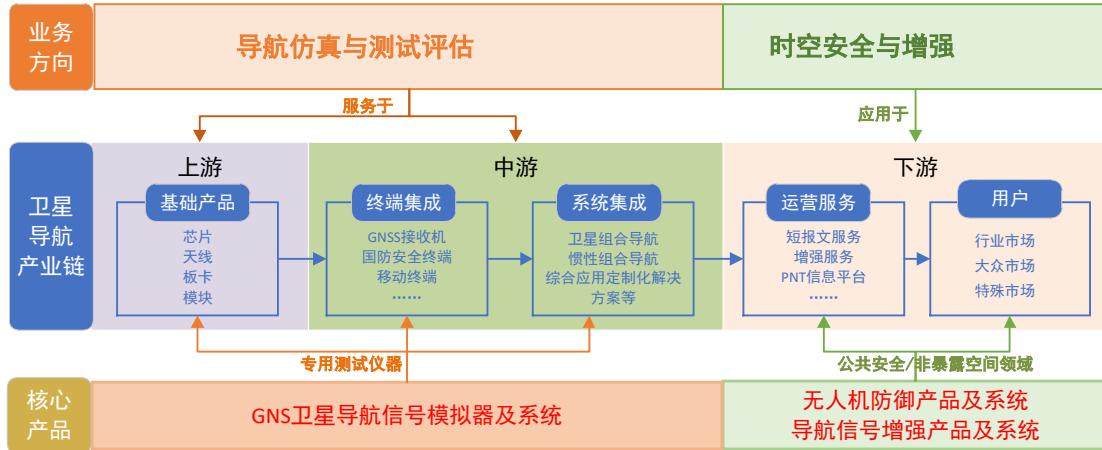 业务
方向
导航仿真与测试评估
时空安全与增强
服务于
应用于
卫星
导航
产业链
上游
中游
下游
基础产品
芯片
天线
板卡
模块
终端集成
GNSS接收机
国防安全终端
移动终端
……
系统集成
卫星组合导航
惯性组合导航
综合应用定制化解决
方案等
运营服务
短报文服务
增强服务
PNT信息平台
……
用户
行业市场
大众市场
特殊市场
专用测试仪器
公共安全/非暴露空间领域
核心
产品
GNS卫星导航信号模拟器及系统
无人机防御产品及系统
导航信号增强产品及系统